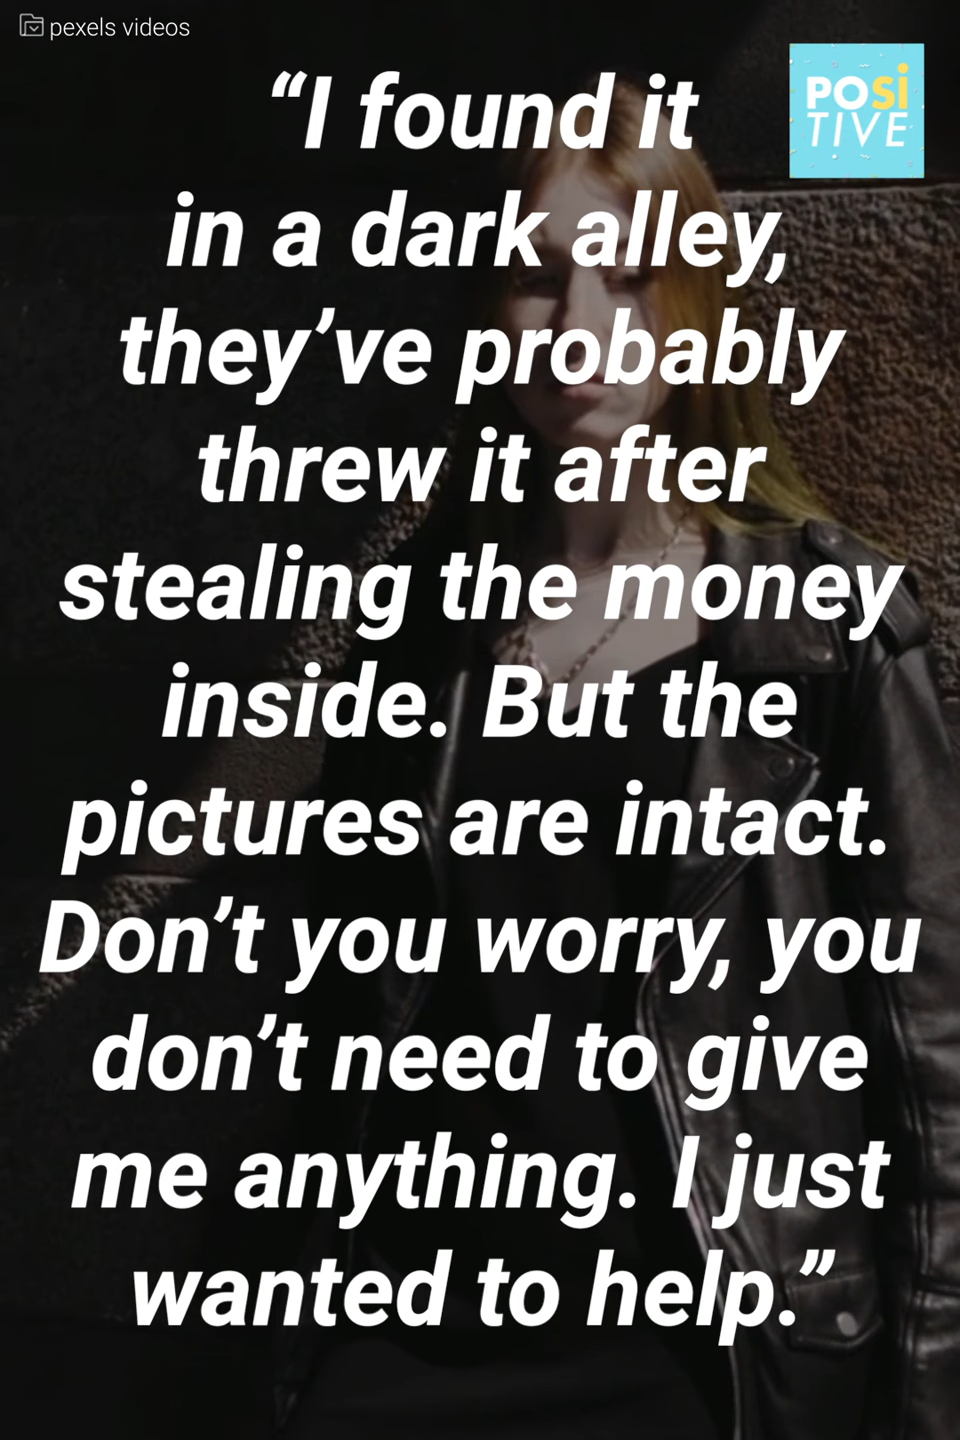 pexels videos
POSi
TIVE
“I found it
in a dark alley,
they’ve probably
threw it after
stealing the money
inside. But the
pictures are intact.
Don’t you worry, you
don’t need to give
me anything. I just
wanted to help.”